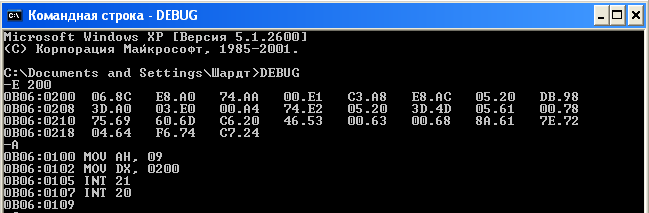 Командная строка - DEBUG
Microsoft Windows XP [Версия 5.1.2600]
(C) Корпорация Майкрософт, 1985-2001.
C:\Documents and Settings\Шардт>DEBUG
-E 200
0B06:0200 06.8C E8.A0 74.AA 00.E1 C3.A8 E8.AC 05.20 DB.98
0B06:0208 3D.A0 03.E0 00.A4 74.E2 05.20 3D.4D 05.61 00.78
0B06:0210 75.69 60.6D C6.20 46.53 00.63 00.68 8A.61 7E.72
0B06:0218 04.64 F6.74 C7.24
-A
0B06:0100 MOV AH, 09
0B06:0102 MOV DX, 0200
0B06:0105 INT 21
0B06:0107 INT 20
0B06:0109